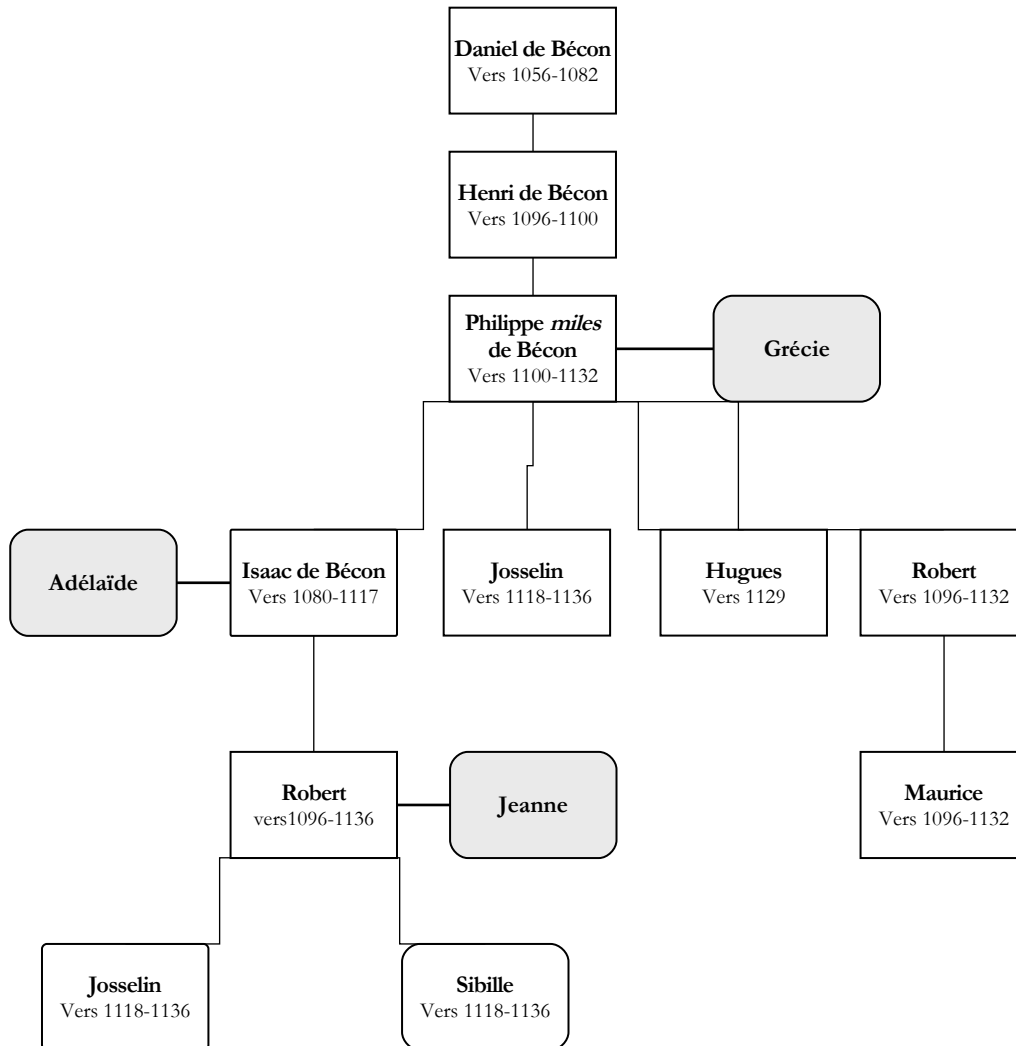 Daniel de Bécon
Vers 1056-1082
Henri de Bécon
Vers 1096-1100
Philippe miles
de Bécon
Vers 1100-1132
Grécie
Adélaïde
Isaac de Bécon
Vers 1080-1117
Josselin
Vers 1118-1136
Hugues
Vers 1129
Robert
Vers 1096-1132
Robert
vers1096-1136
Jeanne
Maurice
Vers 1096-1132
Josselin
Vers 1118-1136
Sibille
Vers 1118-1136